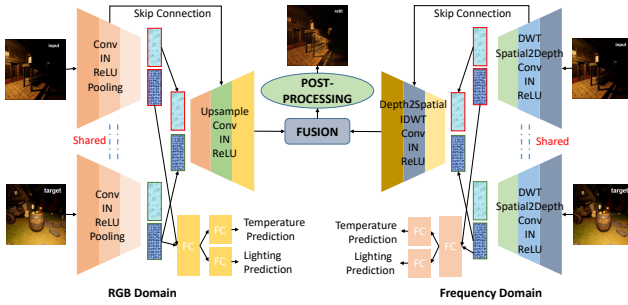 Skip Connection
relit
Skip Connection
input
Conv
IN
ReLU
Pooling
DWT
Spatial2Depth
Conv
IN
ReLU
input
POST-
PROCESSING
Upsample
Conv
IN
ReLU
FUSION
Depth2Spatial
IDWT
Conv
IN
ReLU
Shared
Shared
target
Conv
IN
ReLU
Pooling
DWT
Spatial2Depth
Conv
IN
ReLU
target
FC
FC
FC
Temperature
Prediction
Lighting
Prediction
Temperature
Prediction
Lighting
Prediction
FC
FC
FC
RGB Domain
Frequency Domain